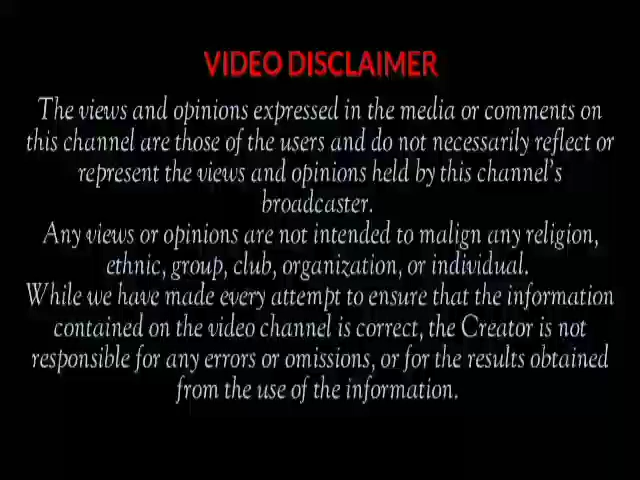 VIDEO DISCLAIMER
The views and opinions expressed in the media or comments on
this channel are those of the users and do not necessarily reflect or
represent the views and opinions held by this channel's
broadcaster.
Any views or opinions are not intended to malign any religion,
ethnic, group, club, organization, or individual.
While we have made every attempt to ensure that the information
contained on the video channel is correct, the Creator is not
responsible for any errors or omissions, or for the results obtained
from the use of the information.